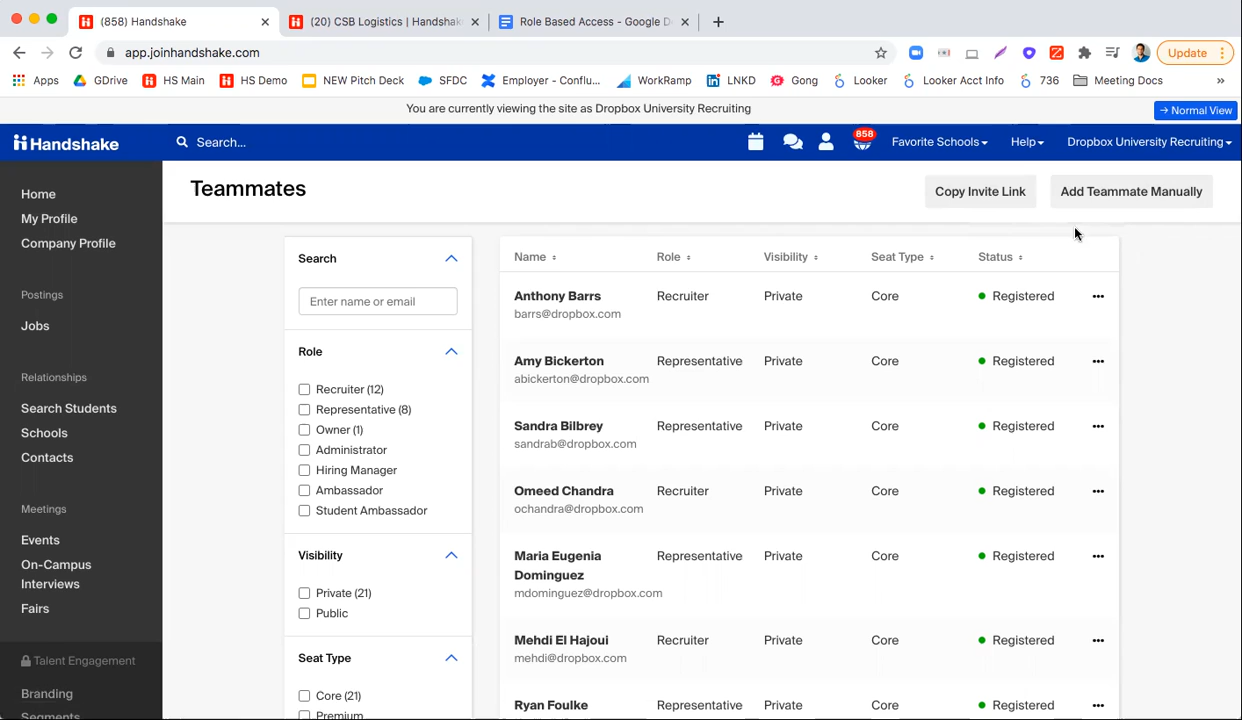 (858) Handshake
(20) CSB Logistics | Handshak
Role Based Access - Google D
app.joinhandshake.com
Update
Apps
GDrive
HS Main
HS Demo
NEW Pitch Deck
SFDC
Employer - Conflu...
WorkRamp
LNKD
Gong
Looker
Looker Acct Info
736
Meeting Docs
»
You are currently viewing the site as Dropbox University Recruiting
→ Normal View
Handshake
Search...
858
Favorite Schools
Help
Dropbox University Recruiting
Home
My Profile
Company Profile
Postings
Jobs
Relationships
Search Students
Schools
Contacts
Meetings
Events
On-Campus
Interviews
Fairs
Talent Engagement
Branding
Segments
Teammates
Copy Invite Link
Add Teammate Manually
Search
Enter name or email
Role
Recruiter (12)
Representative (8)
Owner (1)
Administrator
Hiring Manager
Ambassador
Student Ambassador
Visibility
Private (21)
Public
Seat Type
Core (21)
Premium
Name Role Visibility Seat Type Status
Anthony Barrs Recruiter Private Core Registered
barrs@dropbox.com
Amy Bickerton Representative Private Core Registered
abickerton@dropbox.com
Sandra Bilbrey Representative Private Core Registered
sandrab@dropbox.com
Omeed Chandra Recruiter Private Core Registered
ochandra@dropbox.com
Maria Eugenia Representative Private Core Registered
Dominguez
mdominguez@dropbox.com
Mehdi El Hajoui Recruiter Private Core Registered
mehdi@dropbox.com
Ryan Foulke Representative Private Core Registered